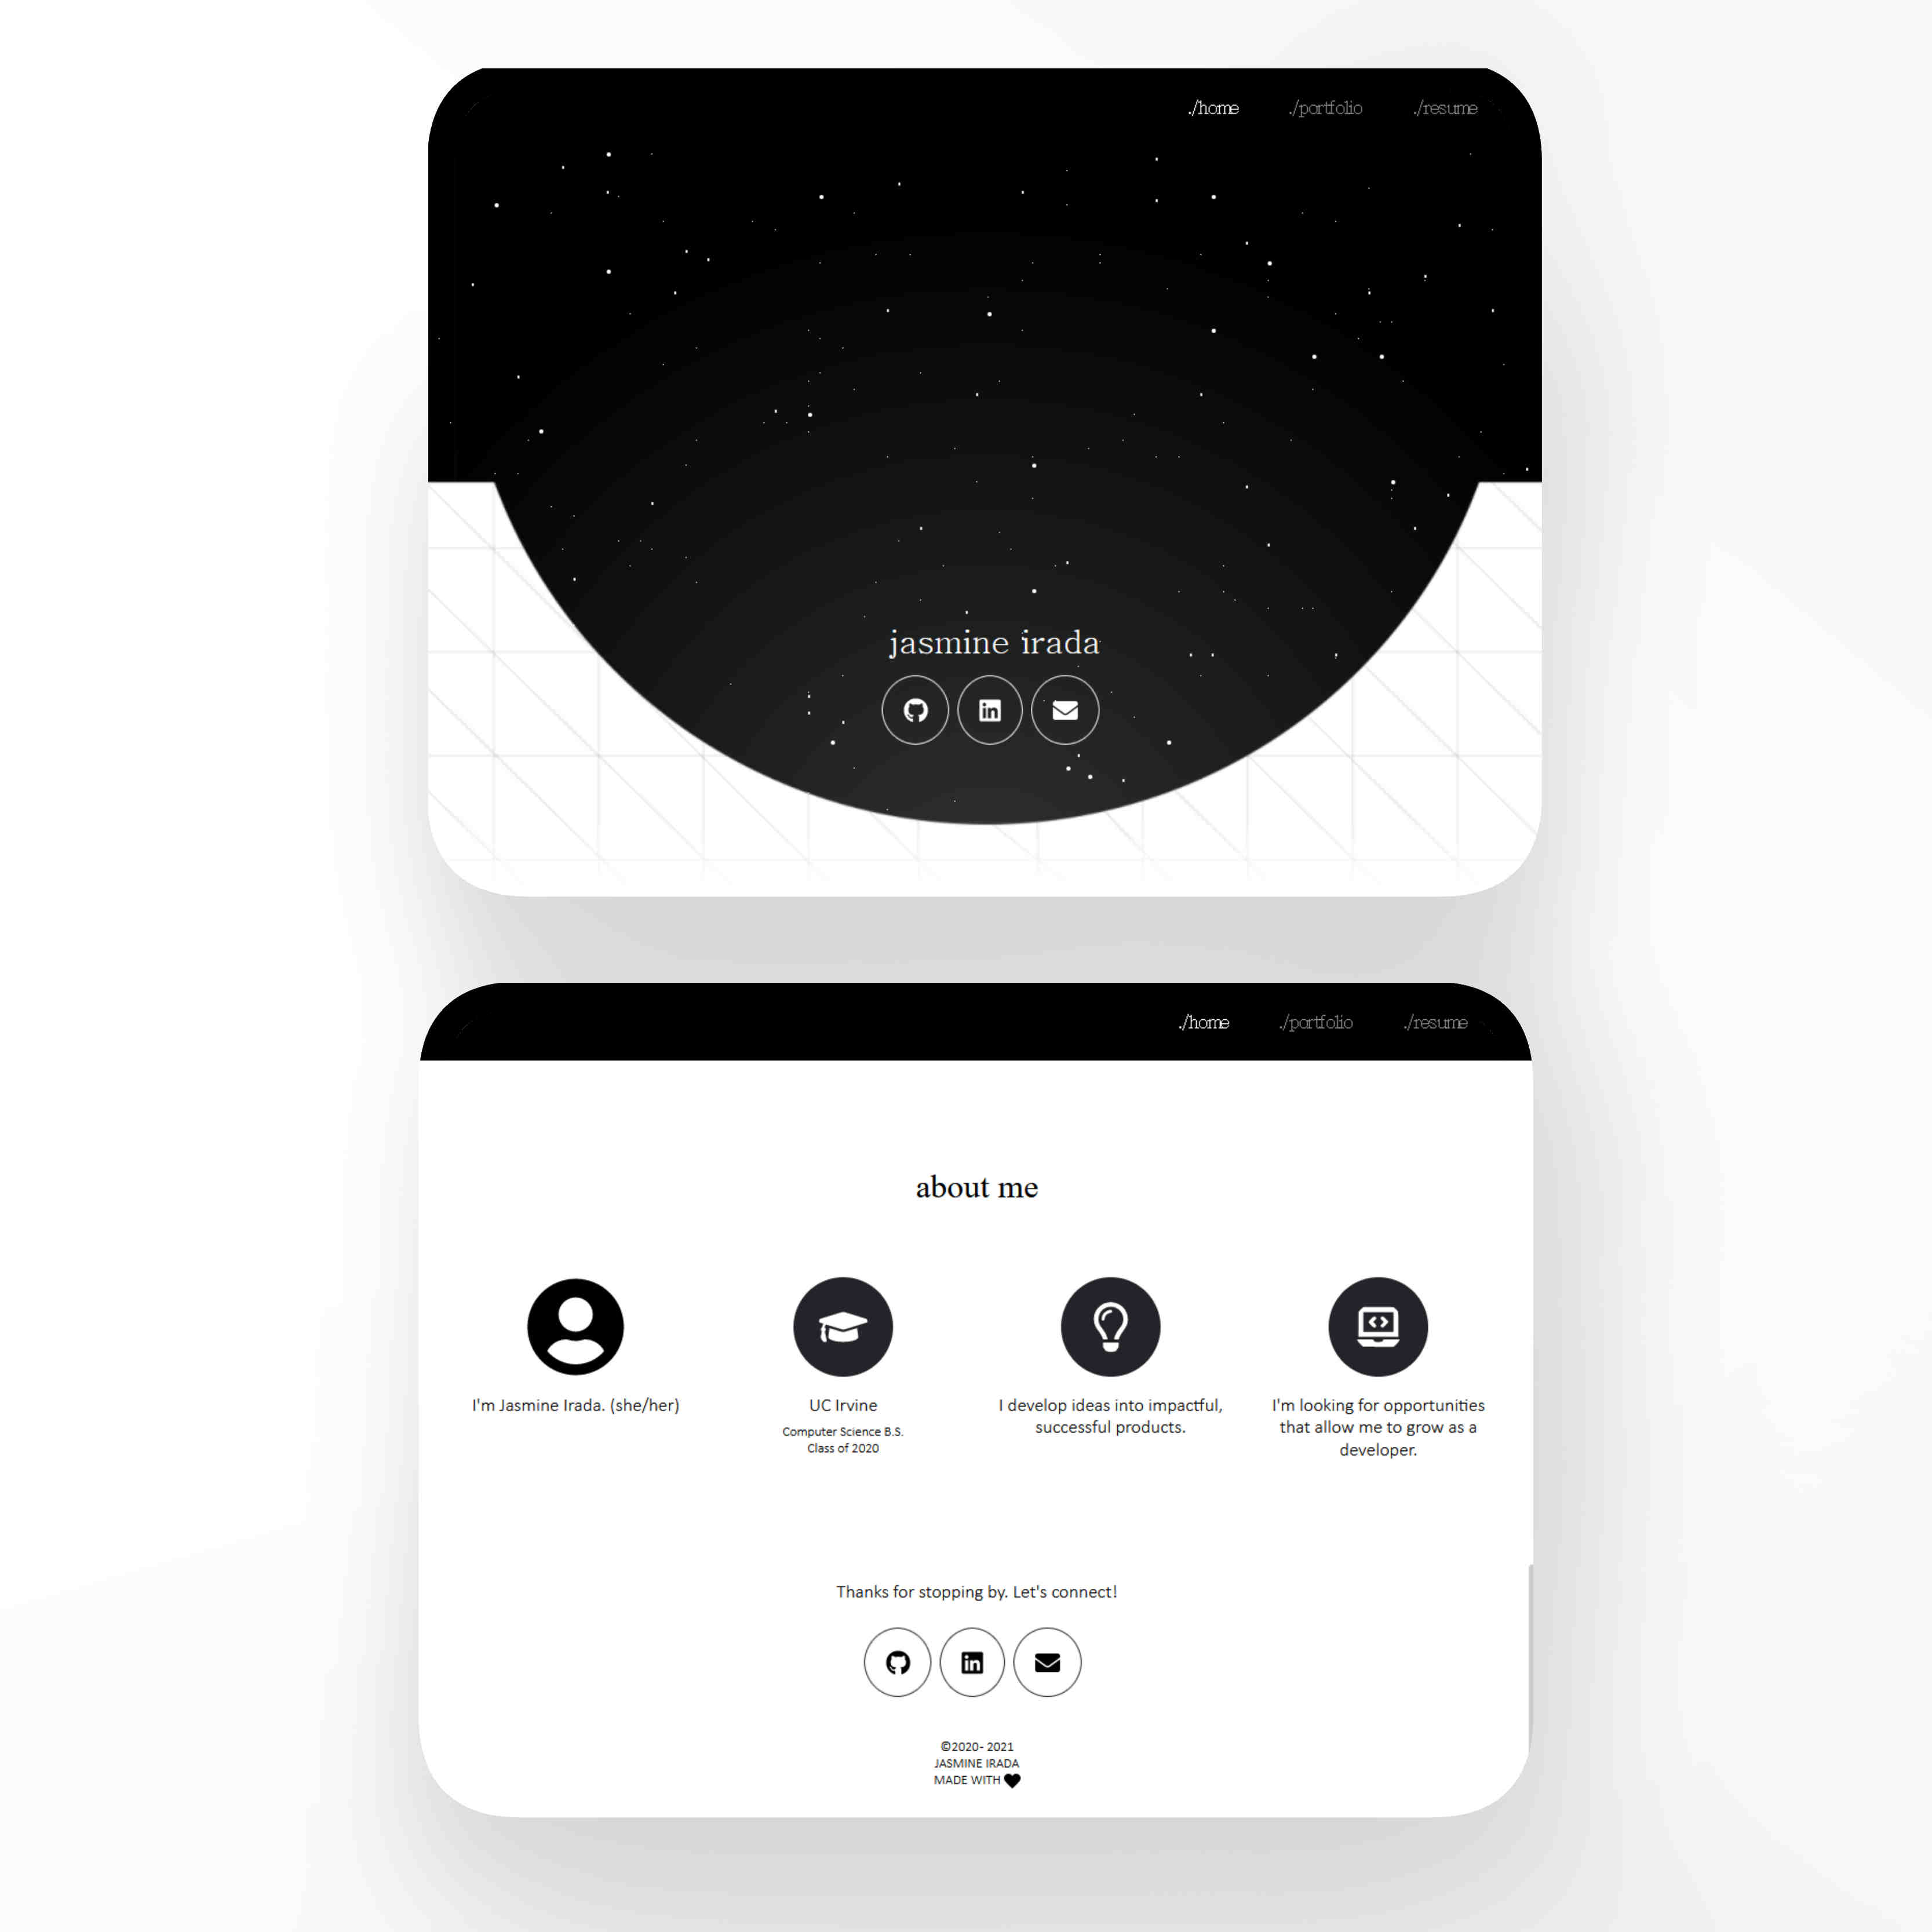 ./home ./portfolio ./resume
jasmine irada
./home ./portfolio ./resume
about me
I'm Jasmine Irada. (she/her)
UC Irvine
Computer Science B.S.
Class of 2020
I develop ideas into impactful,
successful products.
I'm looking for opportunities
that allow me to grow as a
developer.
Thanks for stopping by. Let's connect!
©2020- 2021
JASMINE IRADA
MADE WITH